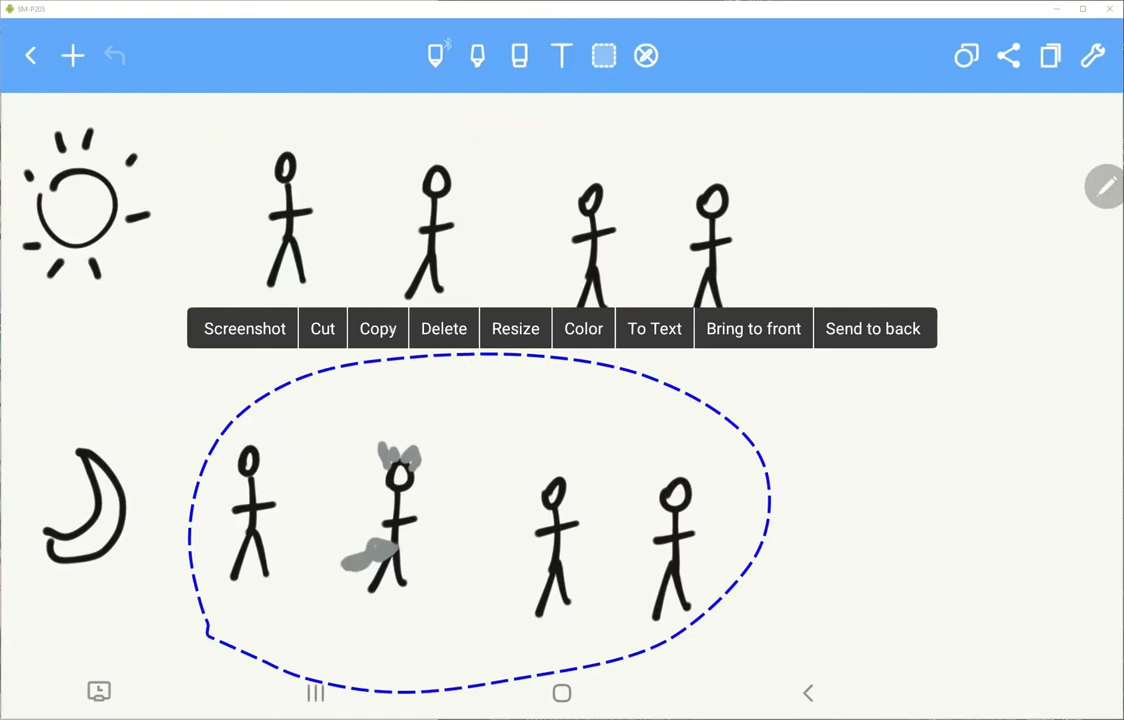 SM-P205
T
Screenshot Cut Copy Delete Resize Color To Text Bring to front Send to back